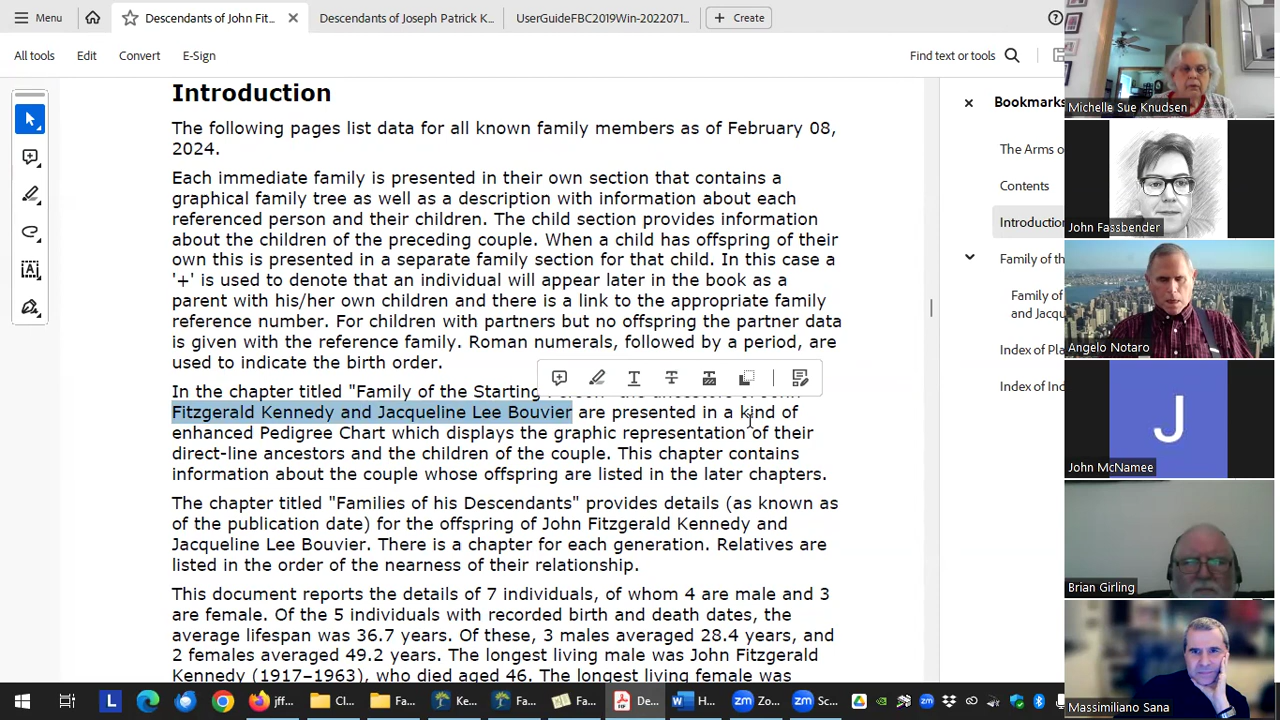 Menu
Descendants of John Fit...
Descendants of Joseph Patrick K...
UserGuideFBC2019Win-2022071...
Create
All tools
Edit
Convert
E-Sign
Find text or tools
Introduction
The following pages list data for all known family members as of February 08,
2024.
Each immediate family is presented in their own section that contains a
graphical family tree as well as a description with information about each
referenced person and their children. The child section provides information
about the children of the preceding couple. When a child has offspring of their
own this is presented in a separate family section for that child. In this case a
'+' is used to denote that an individual will appear later in the book as a
parent with his/her own children and there is a link to the appropriate family
reference number. For children with partners but no offspring the partner data
is given with the reference family. Roman numerals, followed by a period, are
used to indicate the birth order.
In the chapter titled "Family of the Starting
Fitzgerald Kennedy and Jacqueline Lee Bouvier are presented in a kind of
enhanced Pedigree Chart which displays the graphic representation of their
direct-line ancestors and the children of the couple. This chapter contains
information about the couple whose offspring are listed in the later chapters.
The chapter titled "Families of his Descendants" provides details (as known as
of the publication date) for the offspring of John Fitzgerald Kennedy and
Jacqueline Lee Bouvier. There is a chapter for each generation. Relatives are
listed in the order of the nearness of their relationship.
This document reports the details of 7 individuals, of whom 4 are male and 3
are female. Of the 5 individuals with recorded birth and death dates, the
average lifespan was 36.7 years. Of these, 3 males averaged 28.4 years, and
2 females averaged 49.2 years. The longest living male was John Fitzgerald
Kennedy (1917–1963), who died aged 46. The longest living female was
Bookmarks
The Arms o
Contents
Introduction
Family of the
Family of
and Jacqu
Index of Pla
Index of Ind
Michelle Sue Knudsen
John Fassbender
Angelo Notaro
J
John McNamee
Brian Girling
Massimiliano Sana
L
jff...
Cl...
Fa...
Ke...
Fa...
Fa...
De...
H...
Zo...
Sc...